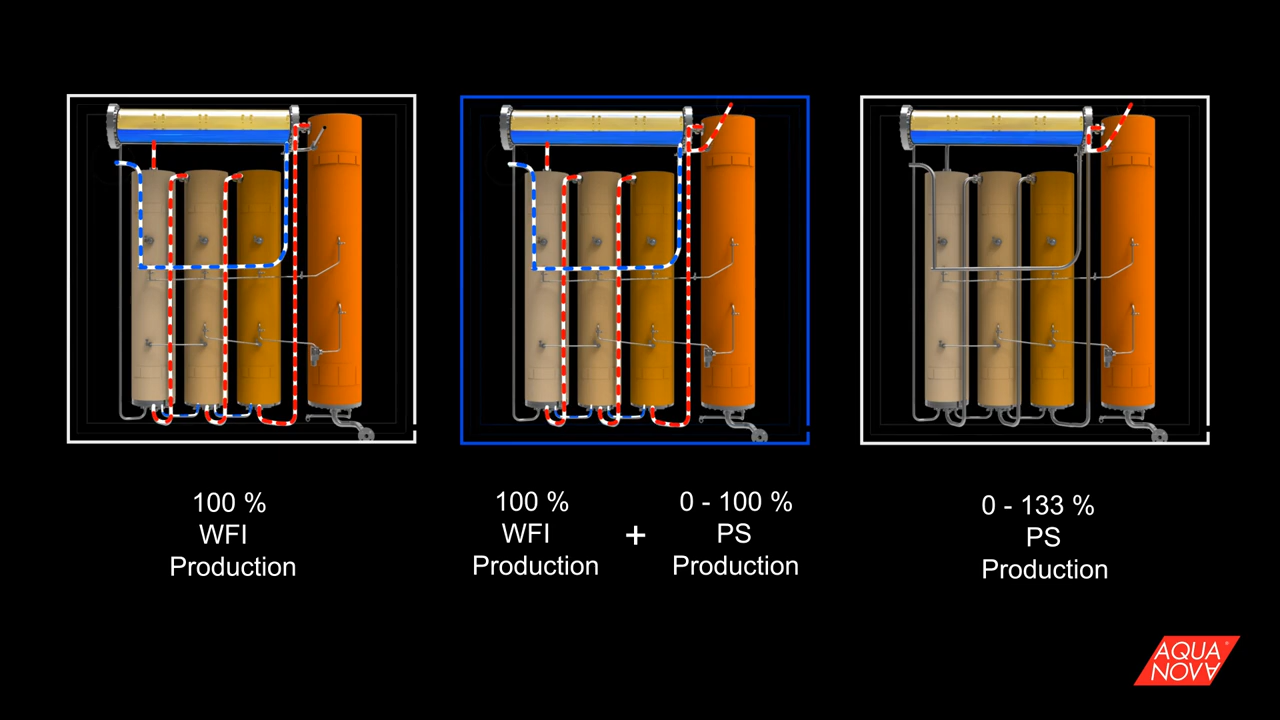 100 %
WFI
Production
100 %
WFI
Production
+
0 - 100 %
PS
Production
0 - 133 %
PS
Production
AQUA
NOVA